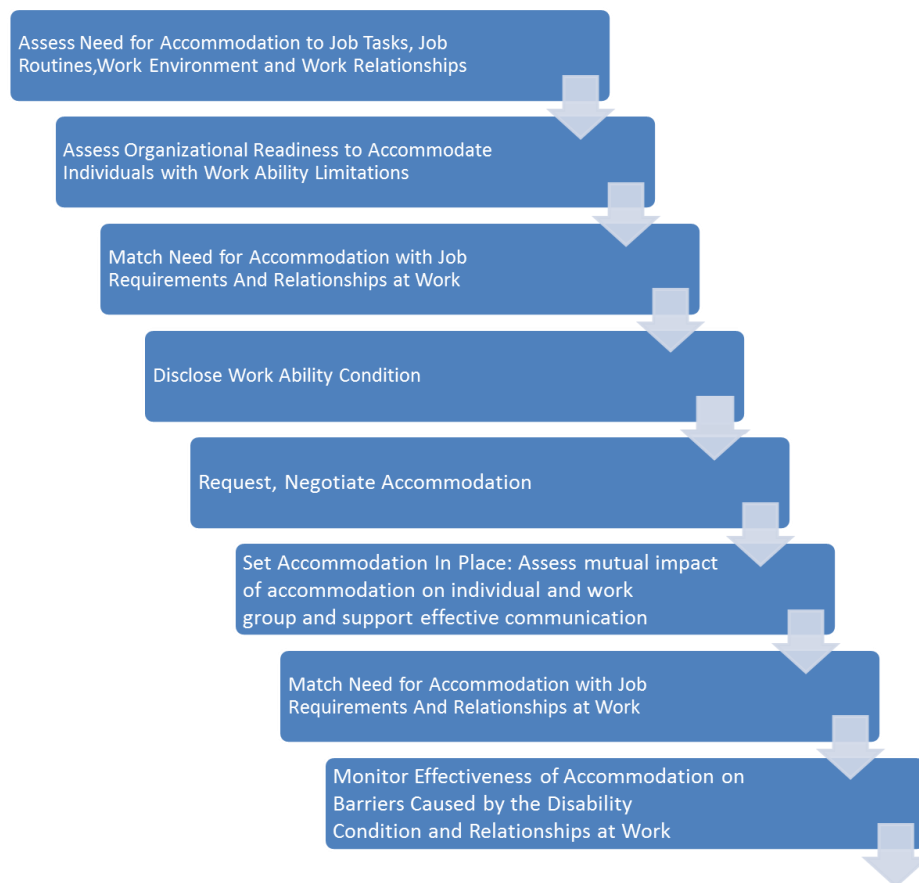 Assess Need for Accommodation to Job Tasks, Job
Routines,Work Environment and Work Relationships
Assess Organizational Readiness to Accommodate
Individuals with Work Ability Limitations
Match Need for Accommodation with Job
Requirements And Relationships at Work
Disclose Work Ability Condition
Request, Negotiate Accommodation
Set Accommodation In Place: Assess mutual impact
of accommodation on individual and work
group and support effective communication
Match Need for Accommodation with Job
Requirements And Relationships at Work
Monitor Effectiveness of Accommodation on
Barriers Caused by the Disability
Condition and Relationships at Work